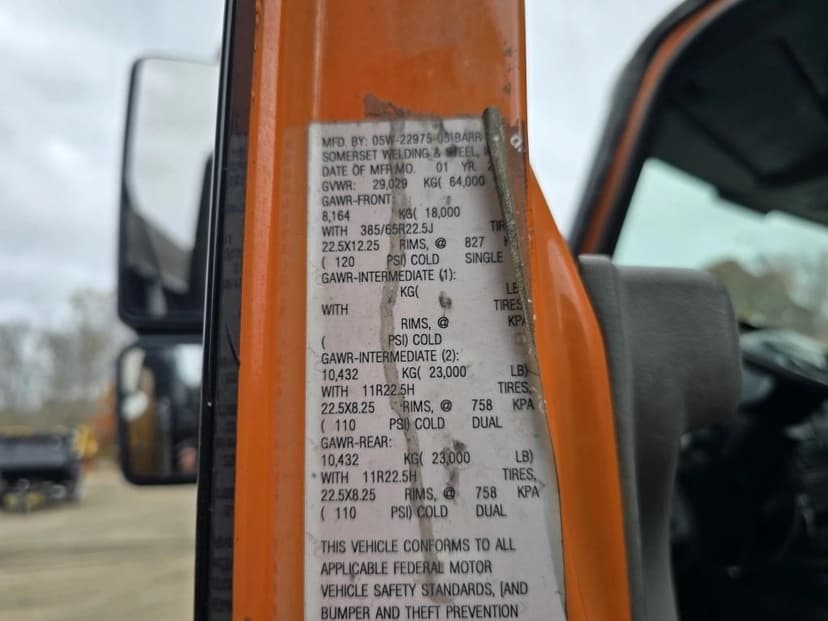 MFD. BY: 05W-22975-051BARR
SOMERSET WELDING & STEEL,
DATE OF MFR MO. 01 YR.
GVWR: 29,029 KG( 64,000
GAWR-FRONT
8,164 KG( 18,000
WITH 385/65R22.5J TIR
22.5X12.25 RIMS, @ 827 K
( 120 PSI) COLD SINGLE
GAWR-INTERMEDIATE (1):
KG( LB)
WITH TIRES
RIMS, @ KPA
( PSI) COLD
GAWR-INTERMEDIATE (2):
10,432 KG( 23,000 LB)
WITH 11R22.5H TIRES,
22.5X8.25 RIMS, @ 758 KPA
( 110 PSI) COLD DUAL
GAWR-REAR:
10,432 KG( 23,000 LB)
WITH 11R22.5H TIRES,
22.5X8.25 RIMS, @ 758 KPA
( 110 PSI) COLD DUAL
THIS VEHICLE CONFORMS TO ALL
APPLICABLE FEDERAL MOTOR
VEHICLE SAFETY STANDARDS, [AND
BUMPER AND THEFT PREVENTION